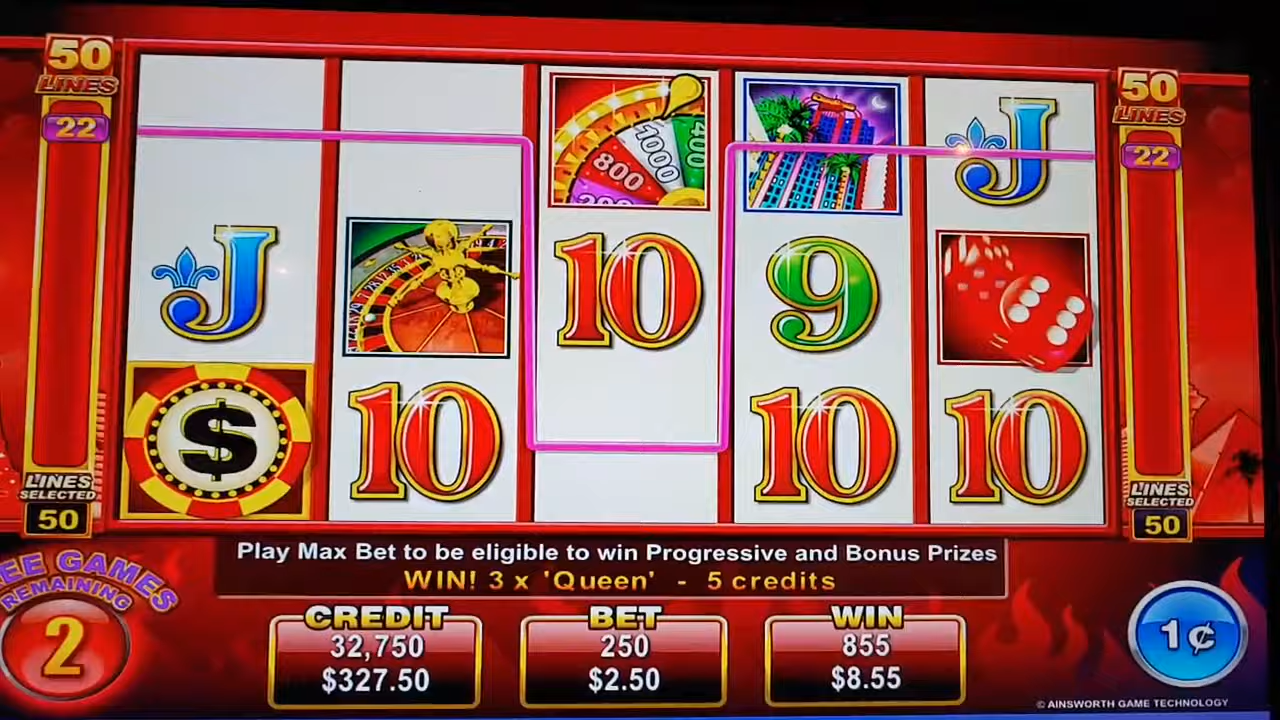 50 LINES
22
50 LINES
22
800 1000 400
J
J
10
9
$
10
10
10
LINES SELECTED
50
LINES SELECTED
50
Play Max Bet to be eligible to win Progressive and Bonus Prizes
WIN! 3 x 'Queen' - 5 credits
GAMES
REMAINING
2
CREDIT
32,750
$327.50
BET
250
$2.50
WIN
855
$8.55
1¢
© AINSWORTH GAME TECHNOLOGY